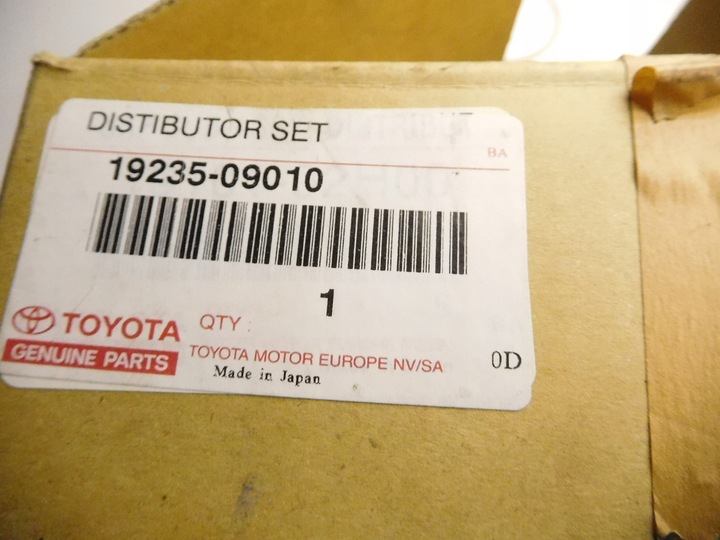 DISTIBUTOR SET
BA
19235-09010
1
TOYOTA QTY :
GENUINE PARTS TOYOTA MOTOR EUROPE NV/SA 0D
Made in Japan